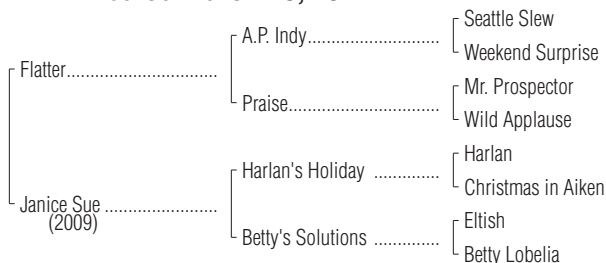 Seattle Slew
A.P. Indy
Weekend Surprise
Flatter
Mr. Prospector
Praise
Wild Applause
Harlan
Harlan's Holiday
Christmas in Aiken
Janice Sue
(2009)
Eltish
Betty's Solutions
Betty Lobelia